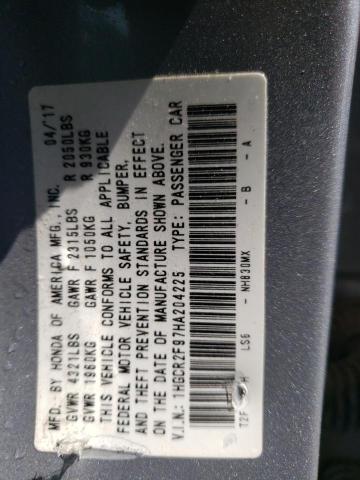 MFD. BY HONDA OF AMERICA MFG., INC. 04/17
GVWR 4321LBS GAWR F 2315LBS R 2050LBS
GVWR 1960KG GAWR F 1050KG R 930KG
THIS VEHICLE CONFORMS TO ALL APPLICABLE
FEDERAL MOTOR VEHICLE SAFETY, BUMPER,
AND THEFT PREVENTION STANDARDS IN EFFECT
ON THE DATE OF MANUFACTURE SHOWN ABOVE.
V.I.N.: 1HGCR2F97HA204225 TYPE: PASSENGER CAR
LS6 - NH830MX - B - A
T2F